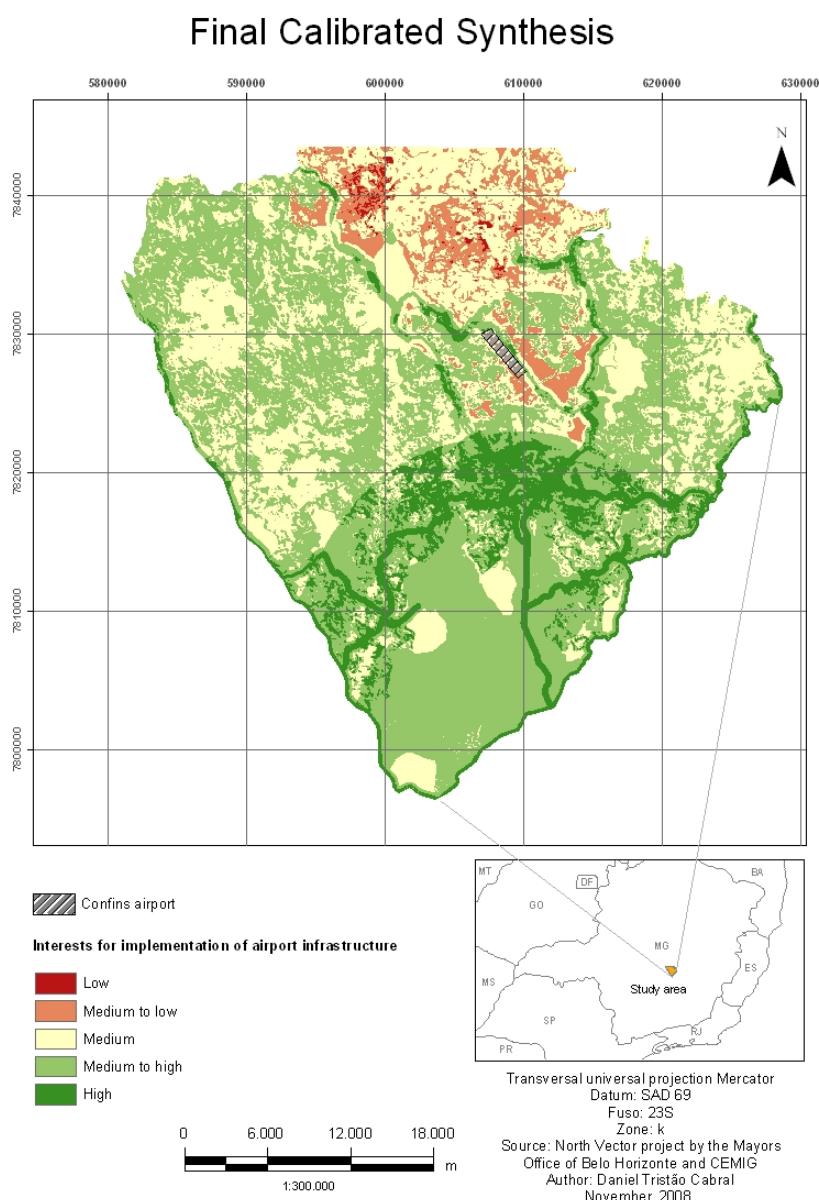 Final Calibrated Synthesis
580000 590000 600000 610000 620000 630000
N
7840000
7830000
7820000
7810000
7800000
Confins airport
Interests for implementation of airport infrastructure
Low
Medium to low
Medium
Medium to high
High
MT
DF
BA
GO
MG
MS
ES
Study area
SP
RJ
PR
0 6.000 12.000 18.000
m
1:300.000
Transversal universal projection Mercator
Datum: SAD 69
Fuso: 23S
Zone: k
Source: North Vector project by the Mayors
Office of Belo Horizonte and CEMIG
Author: Daniel Tristão Cabral
November, 2008